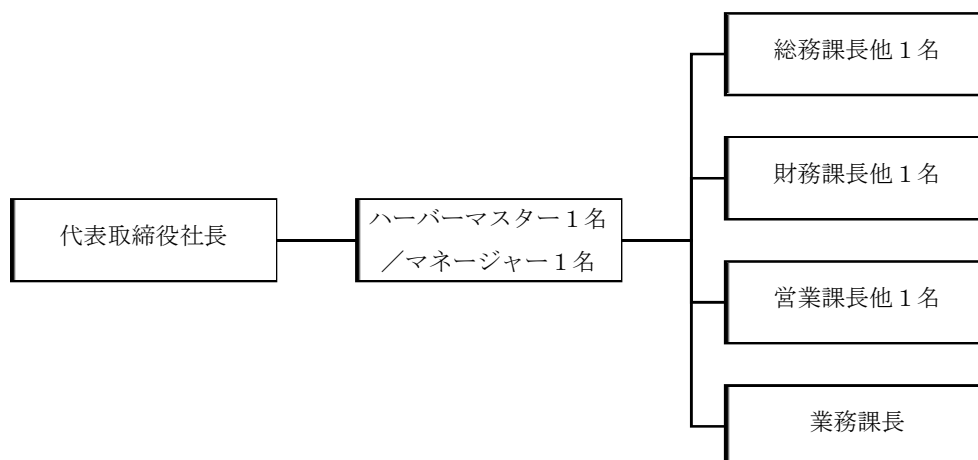 代表取締役社長
ハーバーマスター１名
／マネージャー１名
総務課長他１名
財務課長他１名
営業課長他１名
業務課長